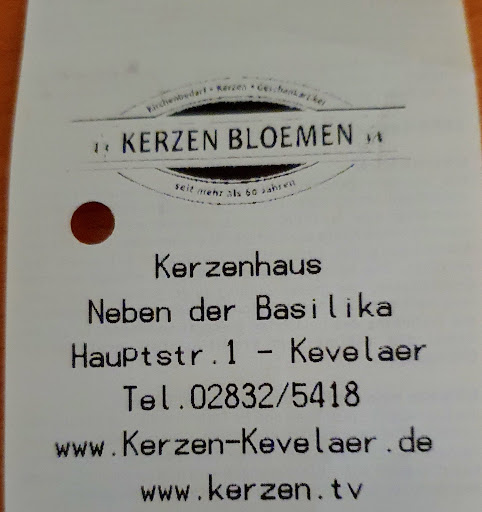 Kirchenbedarf • Kerzen • Geschenkartikel
KERZEN BLOEMEN
Seit mehr als 60 Jahren
Kerzenhaus
Neben der Basilika
Hauptstr.1 - Kevelaer
Tel.02832/5418
www.Kerzen-Kevelaer.de
www.kerzen.tv